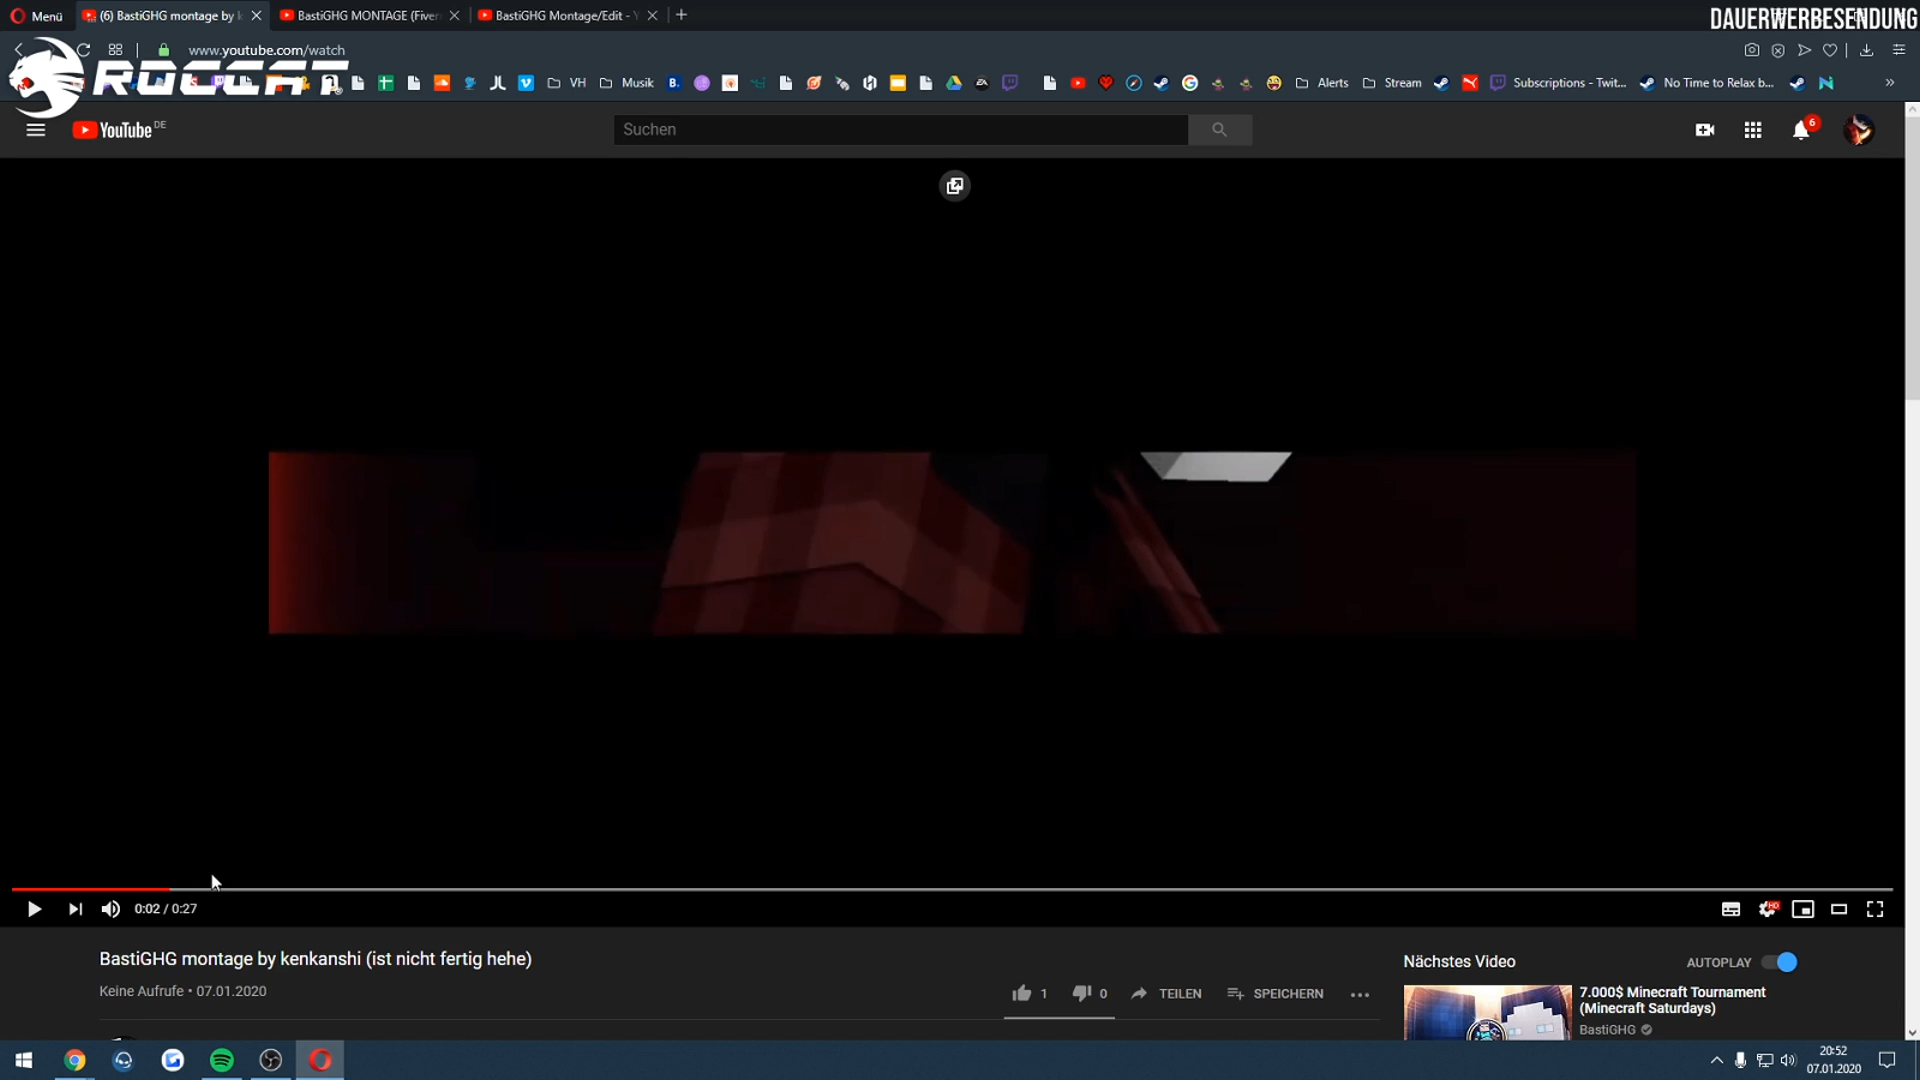 Menü
(6) BastiGHG montage by
BastiGHG MONTAGE (Fiver
BastiGHG Montage/Edit - Y
DAUERWERBESENDUNG
www.youtube.com/watch
ROCCAT
VH
Musik
B.
EA
Alerts
Stream
Subscriptions - Twit...
No Time to Relax b...
YouTube DE
Suchen
6
0:02 / 0:27
HD
BastiGHG montage by kenkanshi (ist nicht fertig hehe)
Keine Aufrufe • 07.01.2020
1
0
TEILEN
SPEICHERN
Nächstes Video
AUTOPLAY
7.000$ Minecraft Tournament
(Minecraft Saturdays)
BastiGHG
20:52
07.01.2020